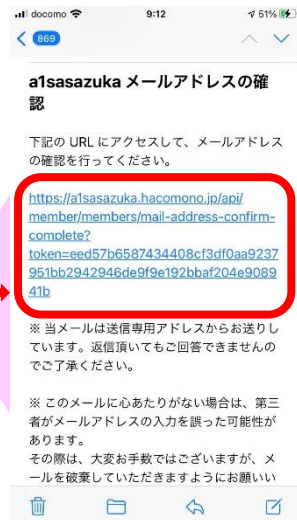 docomo 9:12 51%
869
a1sasazuka メールアドレスの確
認
下記の URL にアクセスして、メールアドレス
の確認を行ってください。
https://a1sasazuka.hacomono.jp/api/
member/members/mail-address-confirm-
complete?
token=eed57b6587434408cf3df0aa9237
951bb2942946de9f9e192bbaf204e9089
41b
※ 当メールは送信専用アドレスからお送りし
ています。返信頂いてもご回答できませんの
でご了承ください。
※ このメールに心あたりがない場合は、第三
者がメールアドレスの入力を誤った可能性が
あります。
その際は、大変お手数ではございますが、メ
ールを破棄していただきますようにお願いい